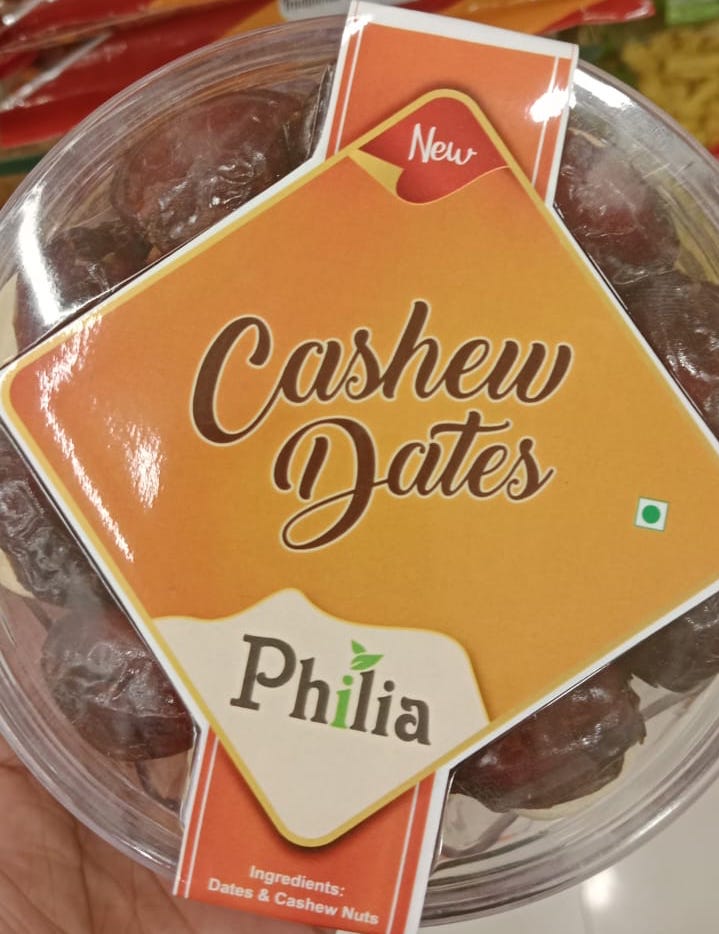 New
Cashew
Dates
Philia
Ingredients:
Dates & Cashew Nuts